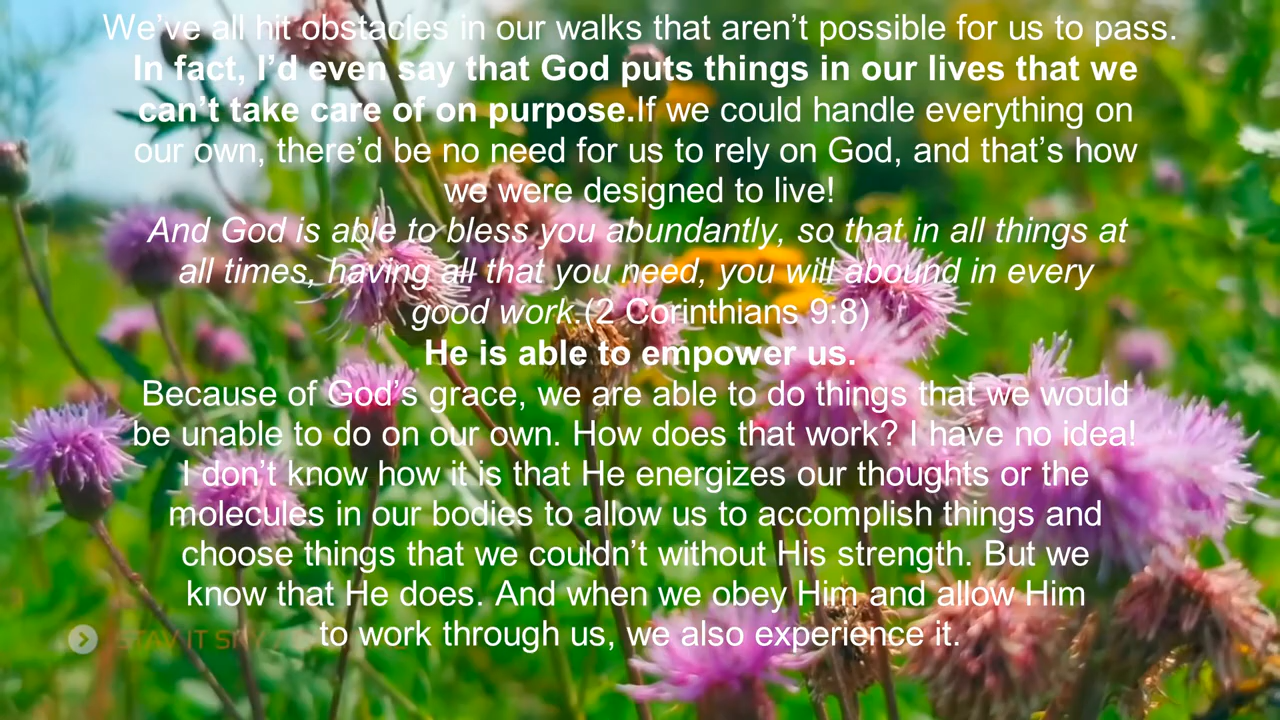 We’ve all hit obstacles in our walks that aren’t possible for us to pass.
In fact, I’d even say that God puts things in our lives that we
can’t take care of on purpose.If we could handle everything on
our own, there’d be no need for us to rely on God, and that’s how
we were designed to live!
And God is able to bless you abundantly, so that in all things at
all times, having all that you need, you will abound in every
good work.(2 Corinthians 9:8)
He is able to empower us.
Because of God’s grace, we are able to do things that we would
be unable to do on our own. How does that work? I have no idea!
I don’t know how it is that He energizes our thoughts or the
molecules in our bodies to allow us to accomplish things and
choose things that we couldn’t without His strength. But we
know that He does. And when we obey Him and allow Him
to work through us, we also experience it.